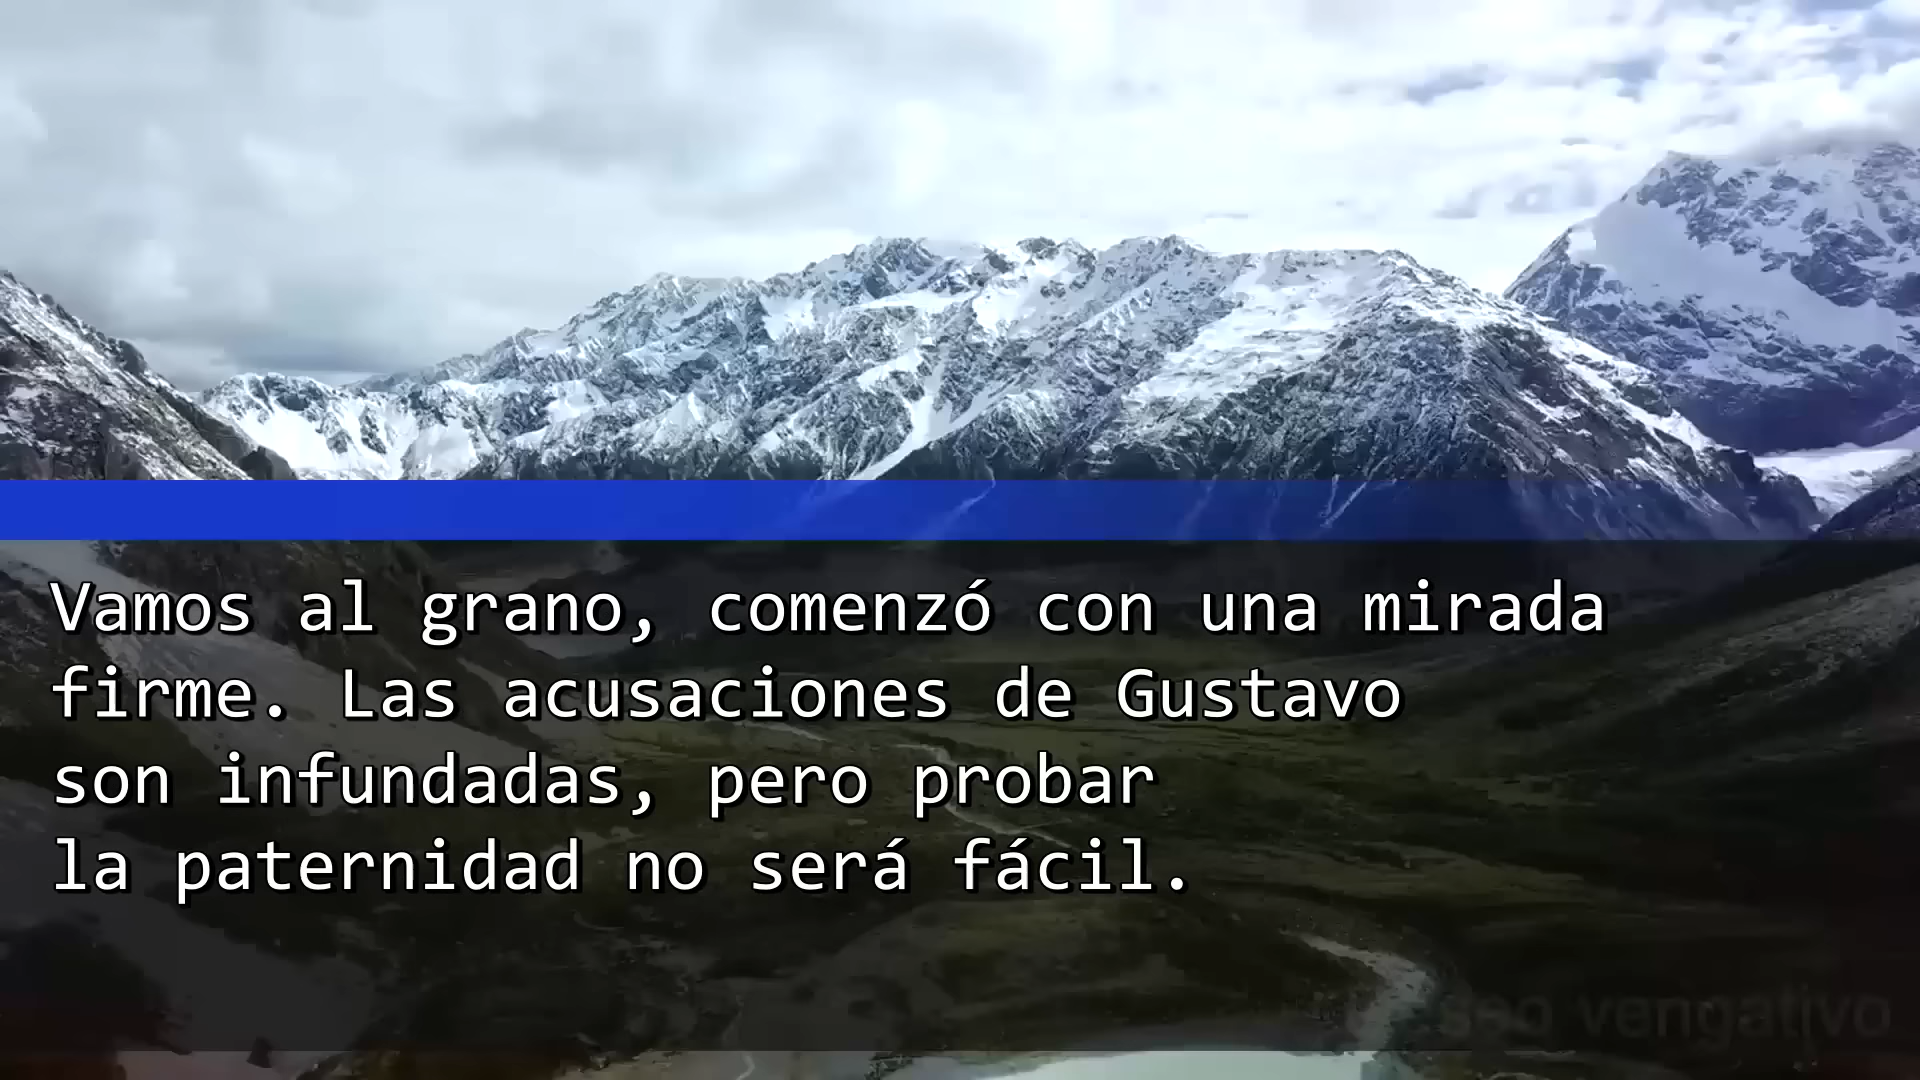 Vamos al grano, comenzó con una mirada
firme. Las acusaciones de Gustavo
son infundadas, pero probar
la paternidad no será fácil.
vengativo